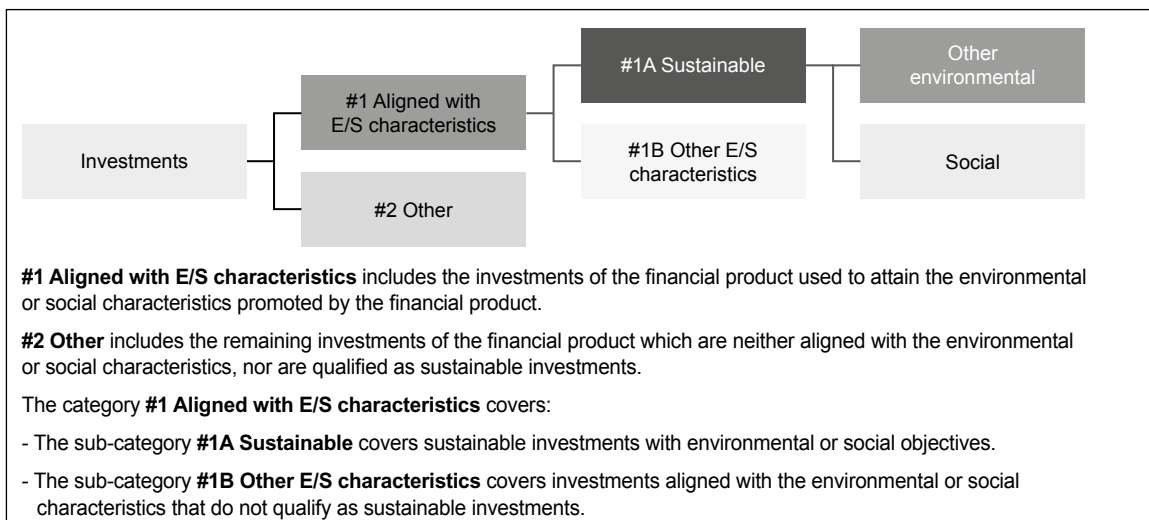 #1A Sustainable
Other
environmental
#1 Aligned with
E/S characteristics
Investments
#1B Other E/S
characteristics
Social
#2 Other
#1 Aligned with E/S characteristics includes the investments of the financial product used to attain the environmental
or social characteristics promoted by the financial product.
#2 Other includes the remaining investments of the financial product which are neither aligned with the environmental
or social characteristics, nor are qualified as sustainable investments.
The category #1 Aligned with E/S characteristics covers:
- The sub-category #1A Sustainable covers sustainable investments with environmental or social objectives.
- The sub-category #1B Other E/S characteristics covers investments aligned with the environmental or social
characteristics that do not qualify as sustainable investments.